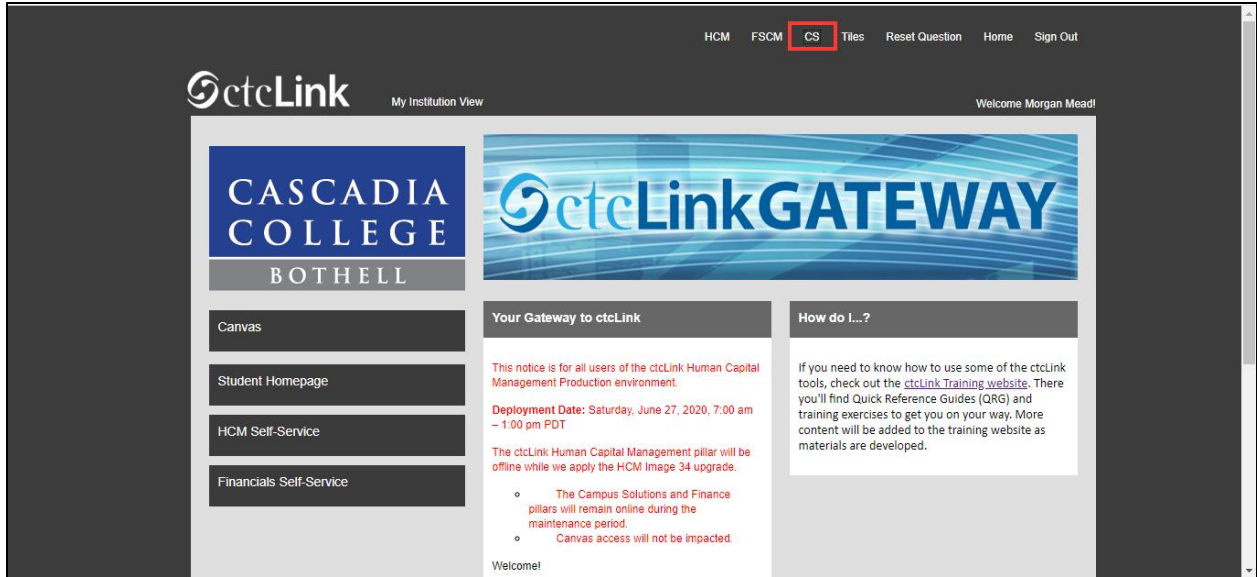 HCM FSCM CS Tiles Reset Question Home Sign Out
ctcLink My Institution View Welcome Morgan Mead!
CASCADIA
COLLEGE
BOTHELL
ctcLinkGATEWAY
Canvas
Student Homepage
HCM Self-Service
Financials Self-Service
Your Gateway to ctcLink
This notice is for all users of the ctcLink Human Capital
Management Production environment.
Deployment Date: Saturday, June 27, 2020, 7:00 am
– 1:00 pm PDT
The ctcLink Human Capital Management pillar will be
offline while we apply the HCM Image 34 upgrade.
The Campus Solutions and Finance
pillars will remain online during the
maintenance period.
Canvas access will not be impacted.
Welcome!
How do I...?
If you need to know how to use some of the ctcLink
tools, check out the ctcLink Training website. There
you'll find Quick Reference Guides (QRG) and
training exercises to get you on your way. More
content will be added to the training website as
materials are developed.